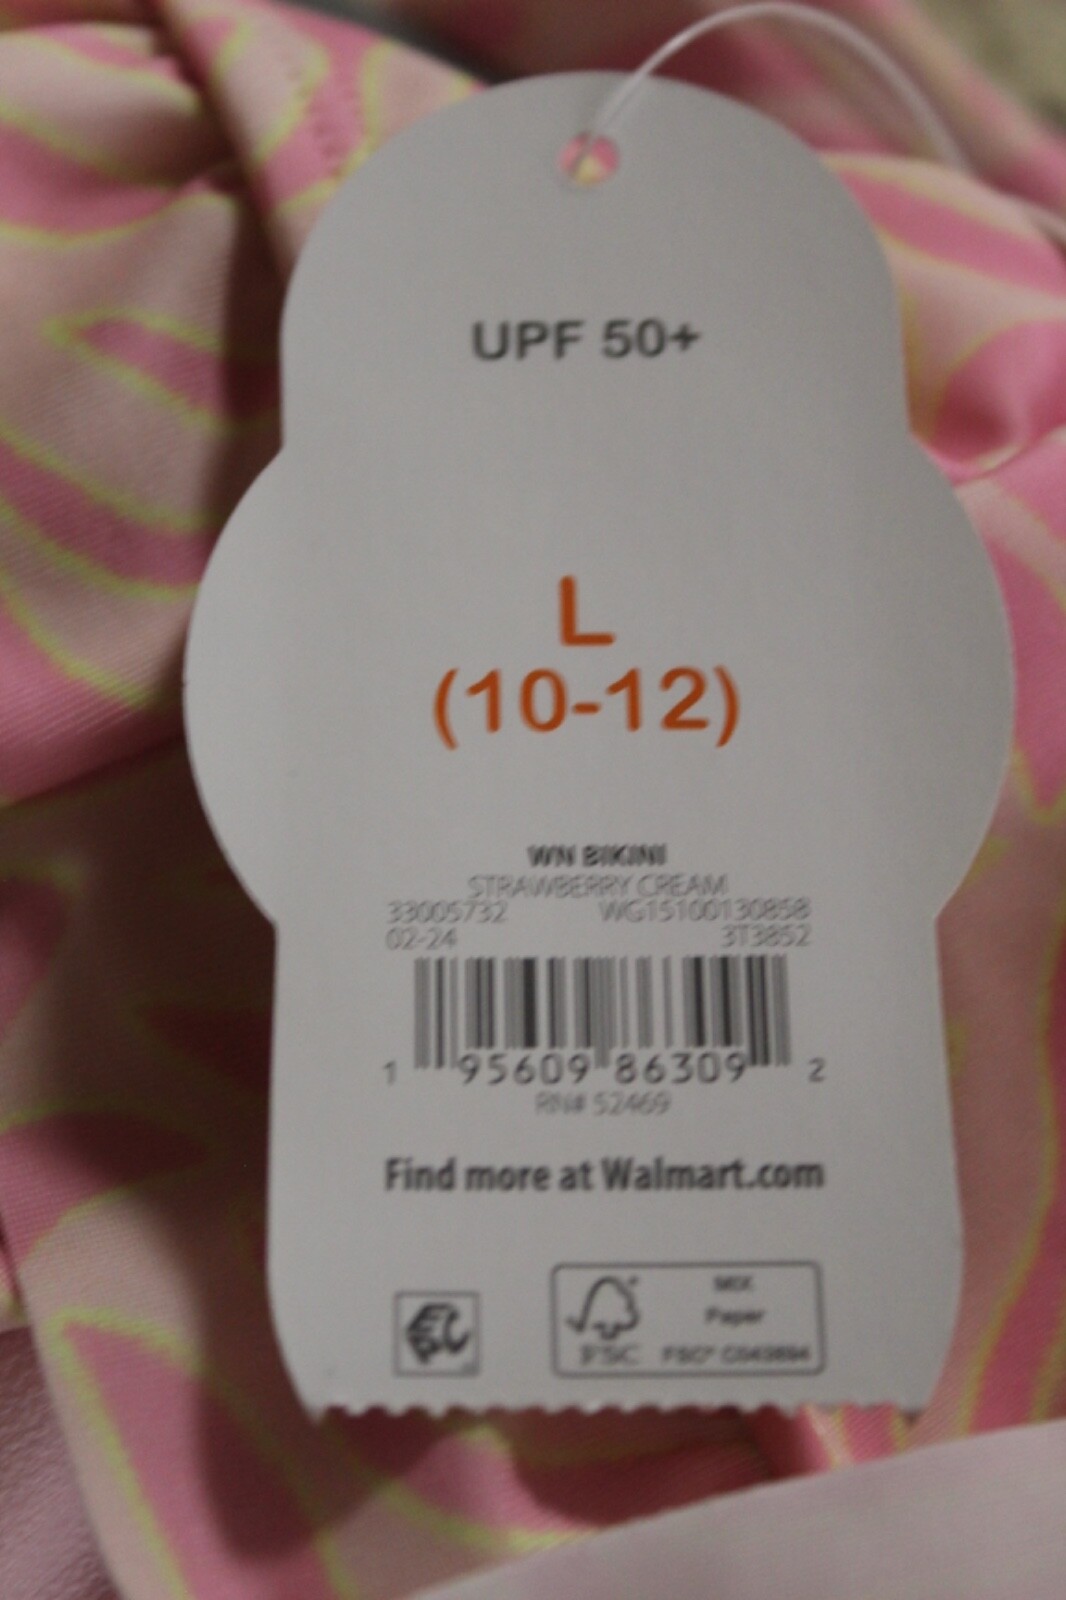 UPF 50+
L
(10-12)
WN BIKINI
STRAWBERRY CREAM
33005732 WG15100130858
02-24 3T3852
1 95609 86309 2
RN# 52469
Find more at Walmart.com
MIX
Paper
FSC FSC®